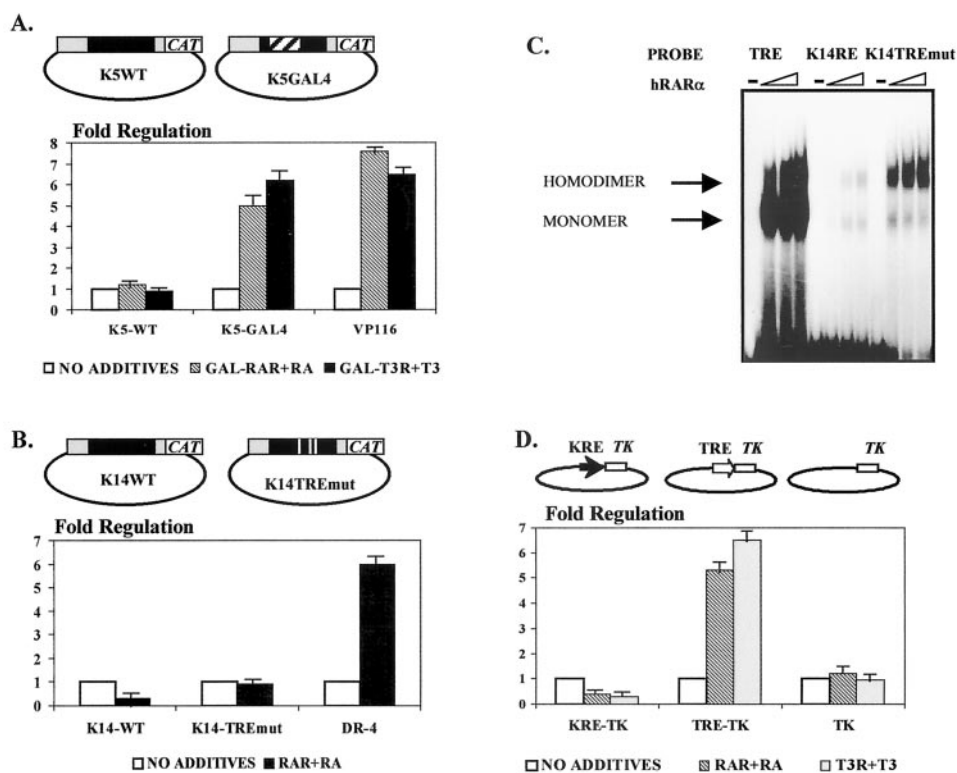 A.
CAT
CAT
K5WT
K5GAL4
Fold Regulation
8
7
6
5
4
3
2
1
0
K5-WT K5-GAL4 VP116
NO ADDITIVES GAL-RAR+RA GAL-T3R+T3
B.
CAT
CAT
K14WT
K14TREmut
Fold Regulation
7
6
5
4
3
2
1
0
K14-WT K14-TREmut DR-4
NO ADDITIVES RAR+RA
C.
PROBE TRE K14RE K14TREmut
hRARα - - -
HOMODIMER
MONOMER
D.
KRE TK TRE TK TK
Fold Regulation
7
6
5
4
3
2
1
0
KRE-TK TRE-TK TK
NO ADDITIVES RAR+RA T3R+T3